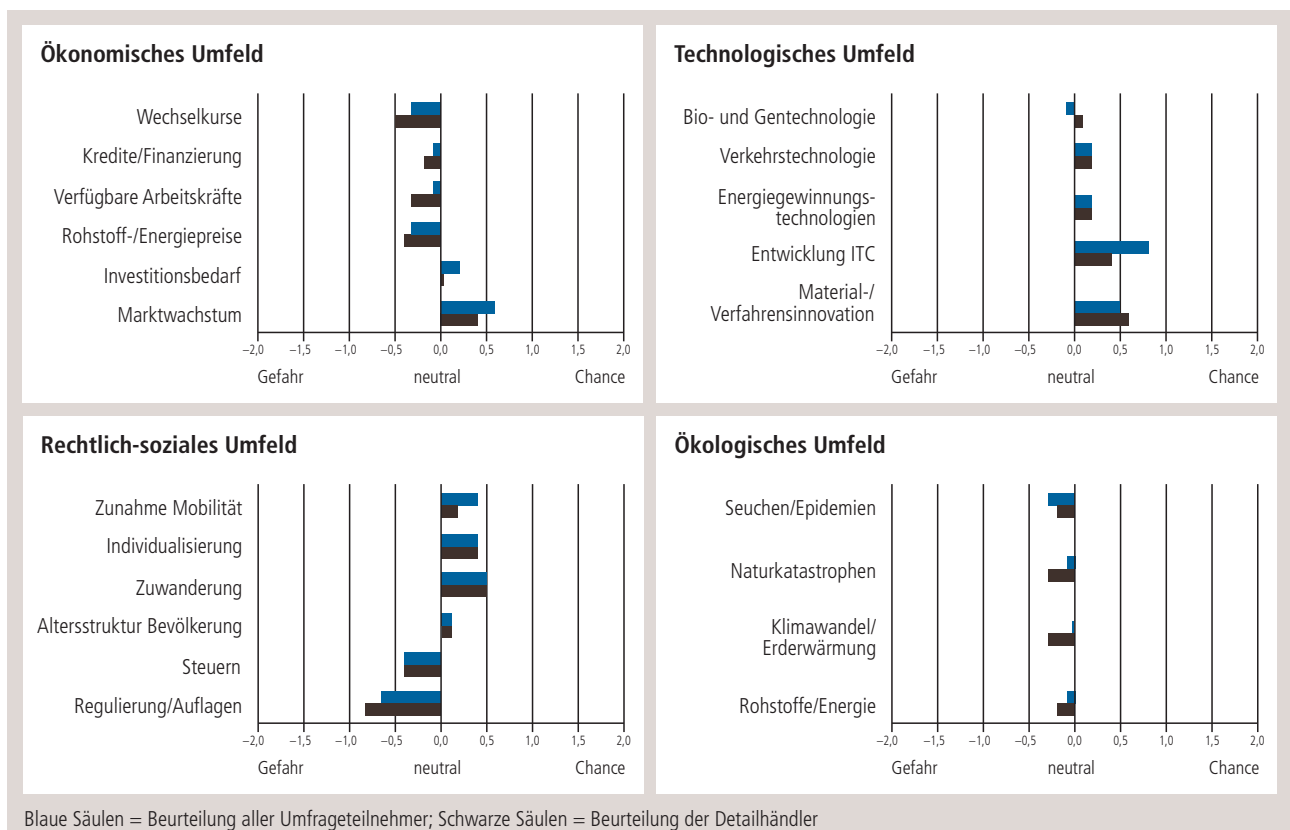 Ökonomisches Umfeld
Wechselkurse
Kredite/Finanzierung
Verfügbare Arbeitskräfte
Rohstoff-/Energiepreise
Investitionsbedarf
Marktwachstum
–2,0 –1,5 –1,0 –0,5 0,0 0,5 1,0 1,5 2,0
Gefahr neutral Chance
Technologisches Umfeld
Bio- und Gentechnologie
Verkehrstechnologie
Energiegewinnungs-
technologien
Entwicklung ITC
Material-/
Verfahrensinnovation
–2,0 –1,5 –1,0 –0,5 0,0 0,5 1,0 1,5 2,0
Gefahr neutral Chance
Rechtlich-soziales Umfeld
Zunahme Mobilität
Individualisierung
Zuwanderung
Altersstruktur Bevölkerung
Steuern
Regulierung/Auflagen
–2,0 –1,5 –1,0 –0,5 0,0 0,5 1,0 1,5 2,0
Gefahr neutral Chance
Ökologisches Umfeld
Seuchen/Epidemien
Naturkatastrophen
Klimawandel/
Erderwärmung
Rohstoffe/Energie
–2,0 –1,5 –1,0 –0,5 0,0 0,5 1,0 1,5 2,0
Gefahr neutral Chance
Blaue Säulen = Beurteilung aller Umfrageteilnehmer; Schwarze Säulen = Beurteilung der Detailhändler